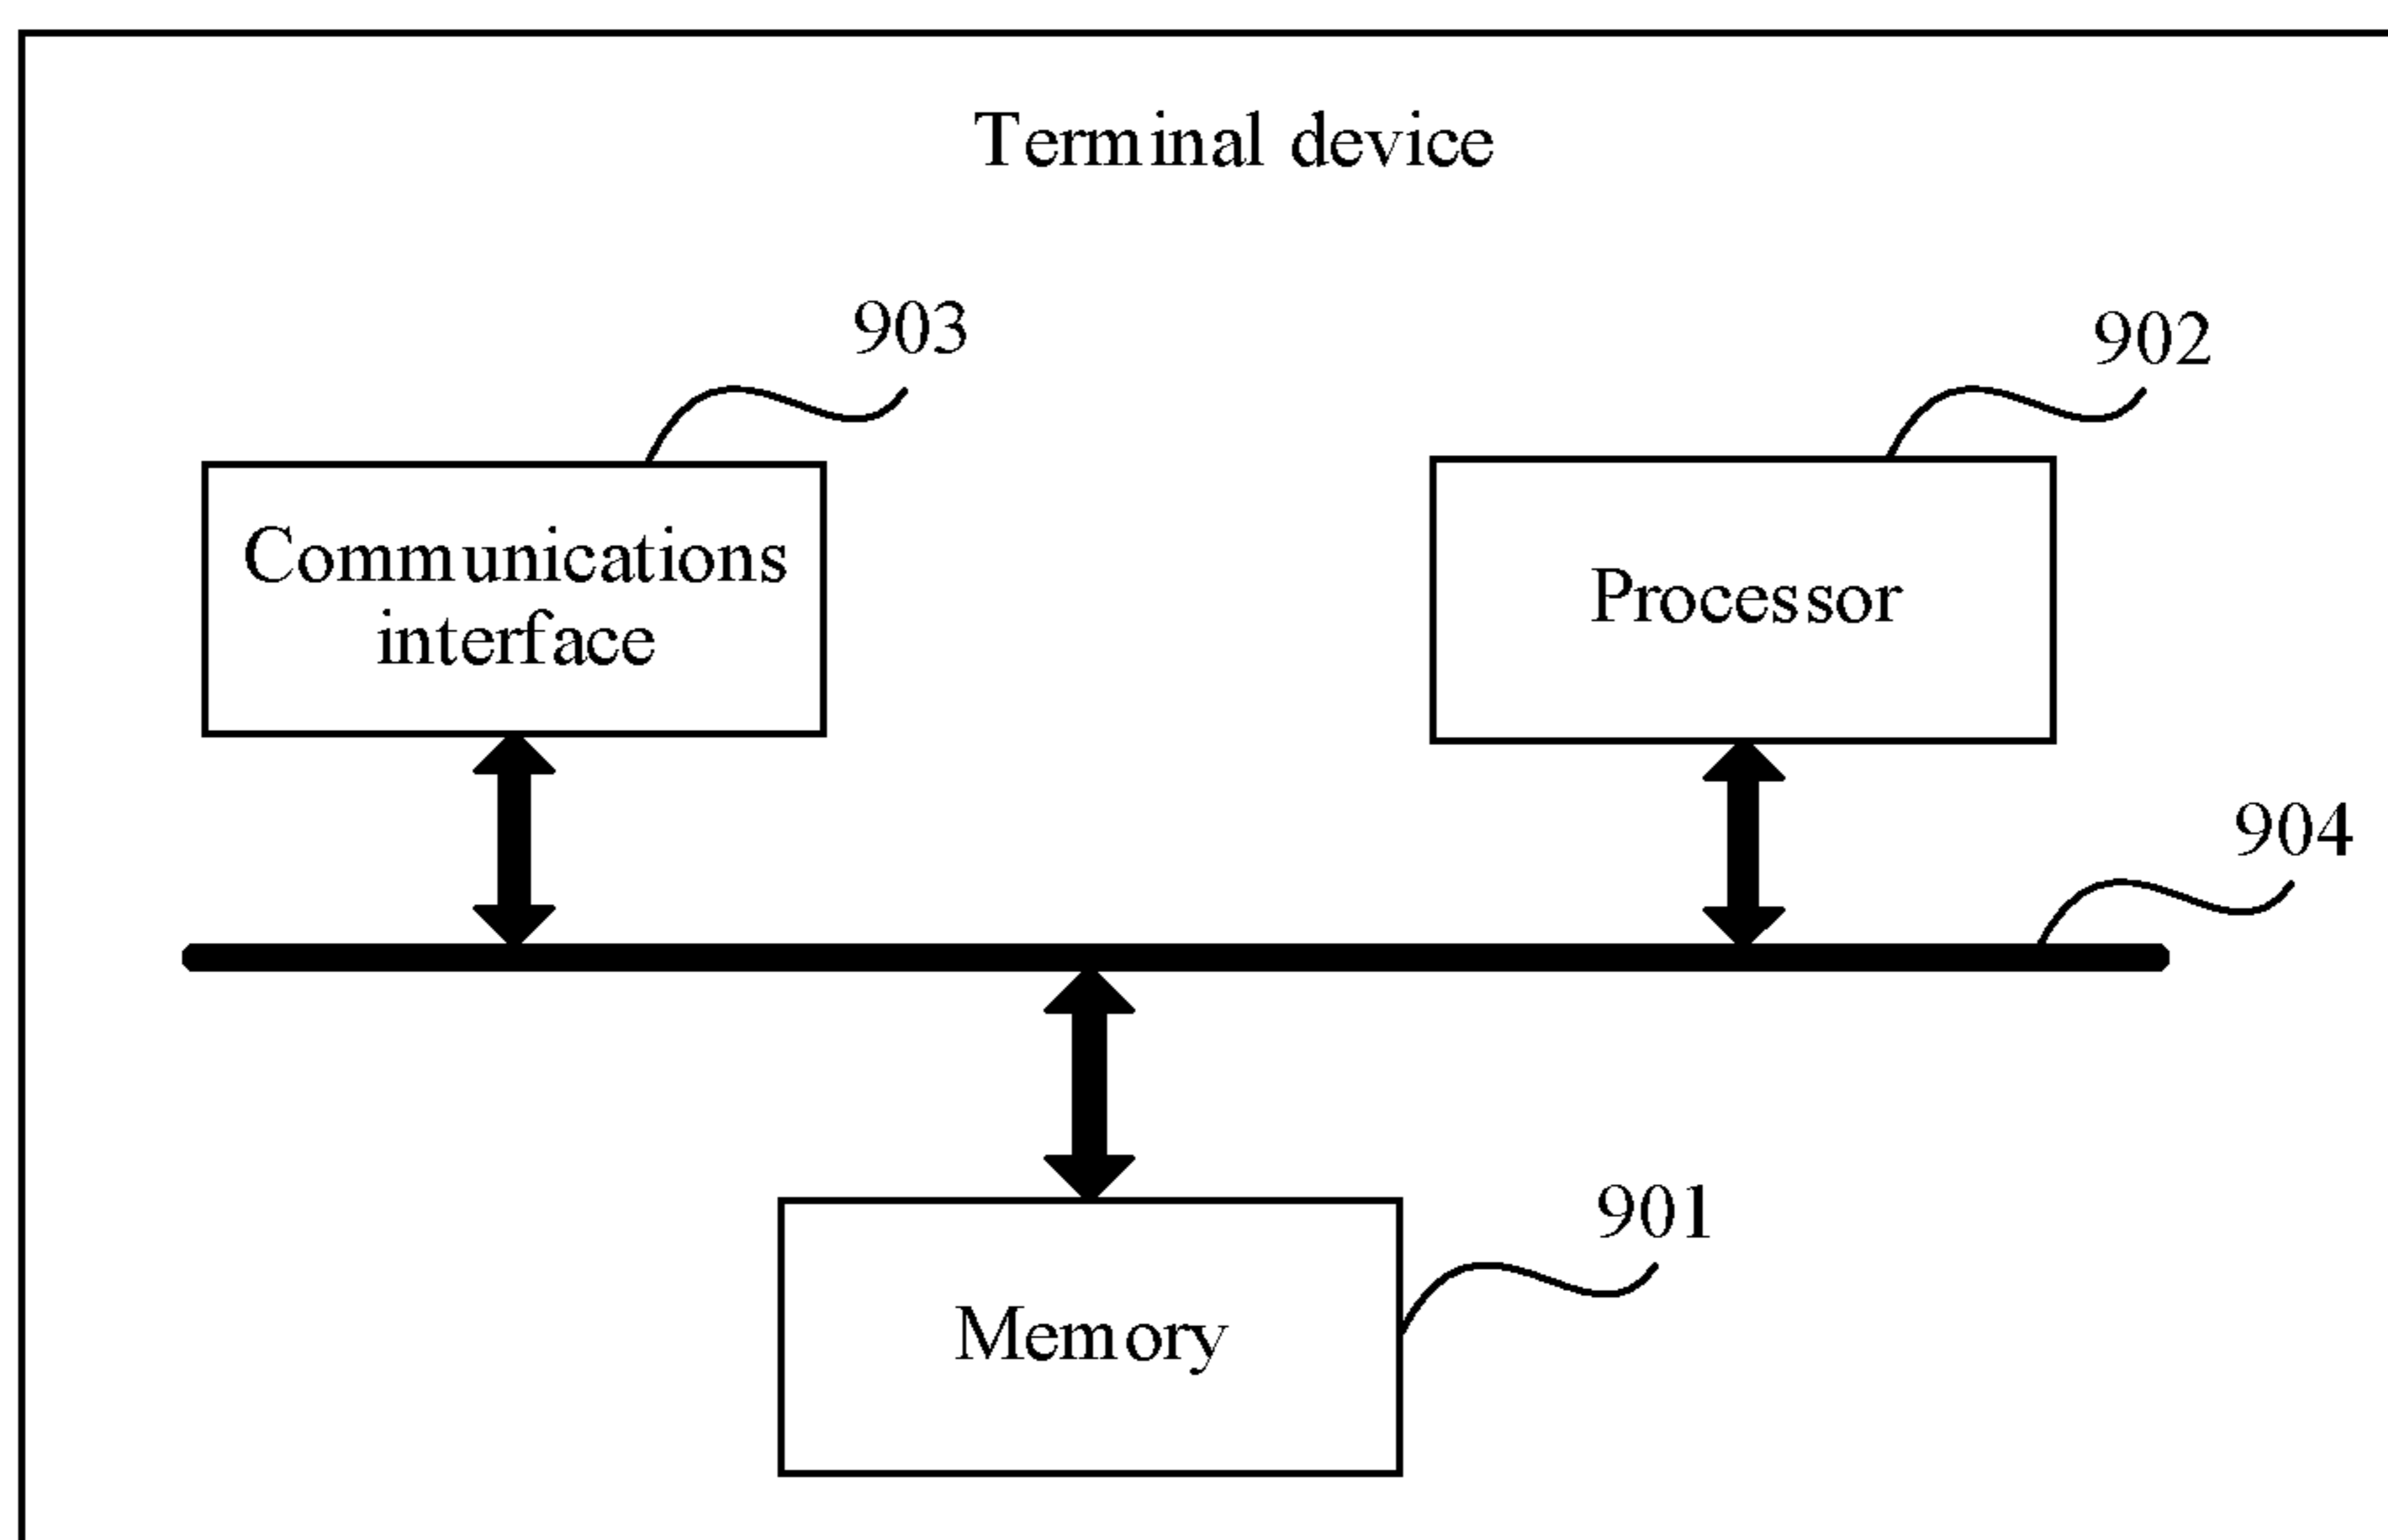 Terminal device
903
902
Communications
interface
Processor
904
901
Memory